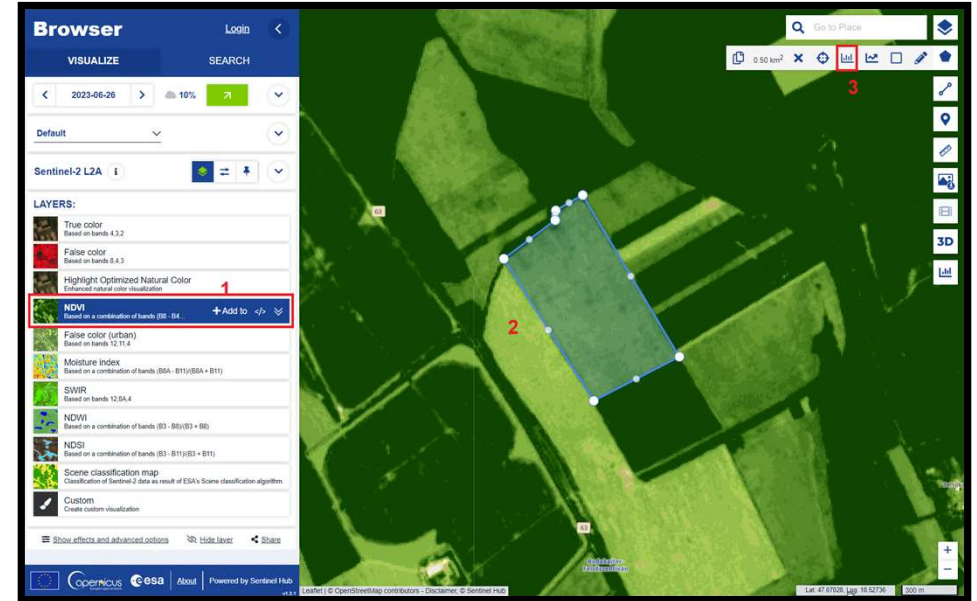 Browser
Login
VISUALIZE
SEARCH
2023-06-26
10%
Default
Sentinel-2 L2A
LAYERS:
True color
Based on bands 4,3,2
False color
Based on bands 8,4,3
Highlight Optimized Natural Color
Enhanced natural color visualization
1
NDVI
Based on a combination of bands (B8 - B4...
+ Add to </>
False color (urban)
Based on bands 12,11,4
Moisture index
Based on a combination of bands (B8A - B11)/(B8A + B11)
SWIR
Based on bands 12,8A,4
NDWI
Based on a combination of bands (B3 - B8)/(B3 + B8)
NDSI
Based on a combination of bands (B3 - B11)/(B3 + B11)
Scene classification map
Classification of Sentinel-2 data as result of ESA's Scene classification algorithm.
Custom
Create custom visualization
Show effects and advanced options
Hide layer
Share
Copernicus
esa
About
Powered by Sentinel Hub
Go to Place
0.50 km²
3
63
2
3D
63
Leaflet | © OpenStreetMap contributors - Disclaimer, © Sentinel Hub
Lat: 47.07028, Lng: 18.52736
300 m